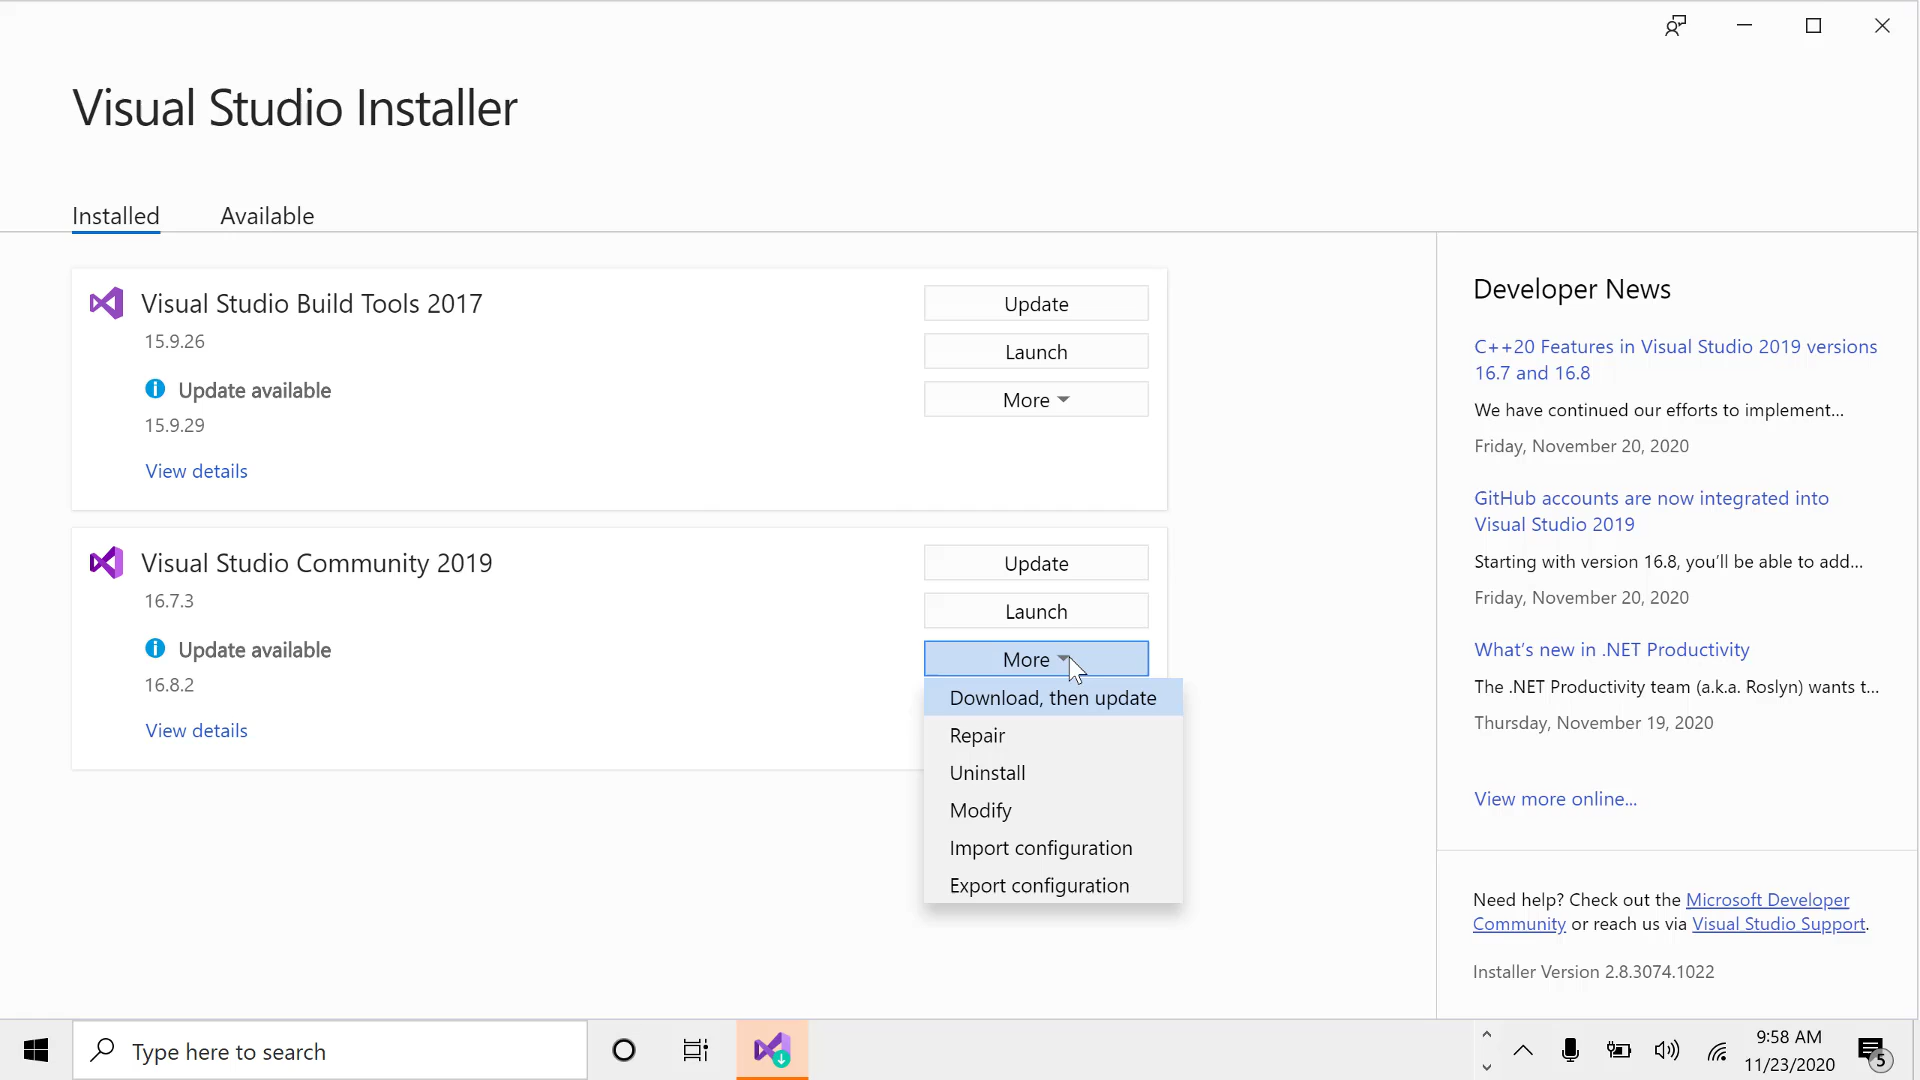 Visual Studio Installer
Installed
Available
Visual Studio Build Tools 2017
15.9.26
Update available
15.9.29
View details
Update
Launch
More
Visual Studio Community 2019
16.7.3
Update available
16.8.2
View details
Update
Launch
More
Download, then update
Repair
Uninstall
Modify
Import configuration
Export configuration
Developer News
C++20 Features in Visual Studio 2019 versions
16.7 and 16.8
We have continued our efforts to implement...
Friday, November 20, 2020
GitHub accounts are now integrated into
Visual Studio 2019
Starting with version 16.8, you’ll be able to add...
Friday, November 20, 2020
What’s new in .NET Productivity
The .NET Productivity team (a.k.a. Roslyn) wants t...
Thursday, November 19, 2020
View more online...
Need help? Check out the Microsoft Developer
Community or reach us via Visual Studio Support.
Installer Version 2.8.3074.1022
Type here to search
9:58 AM
11/23/2020
5